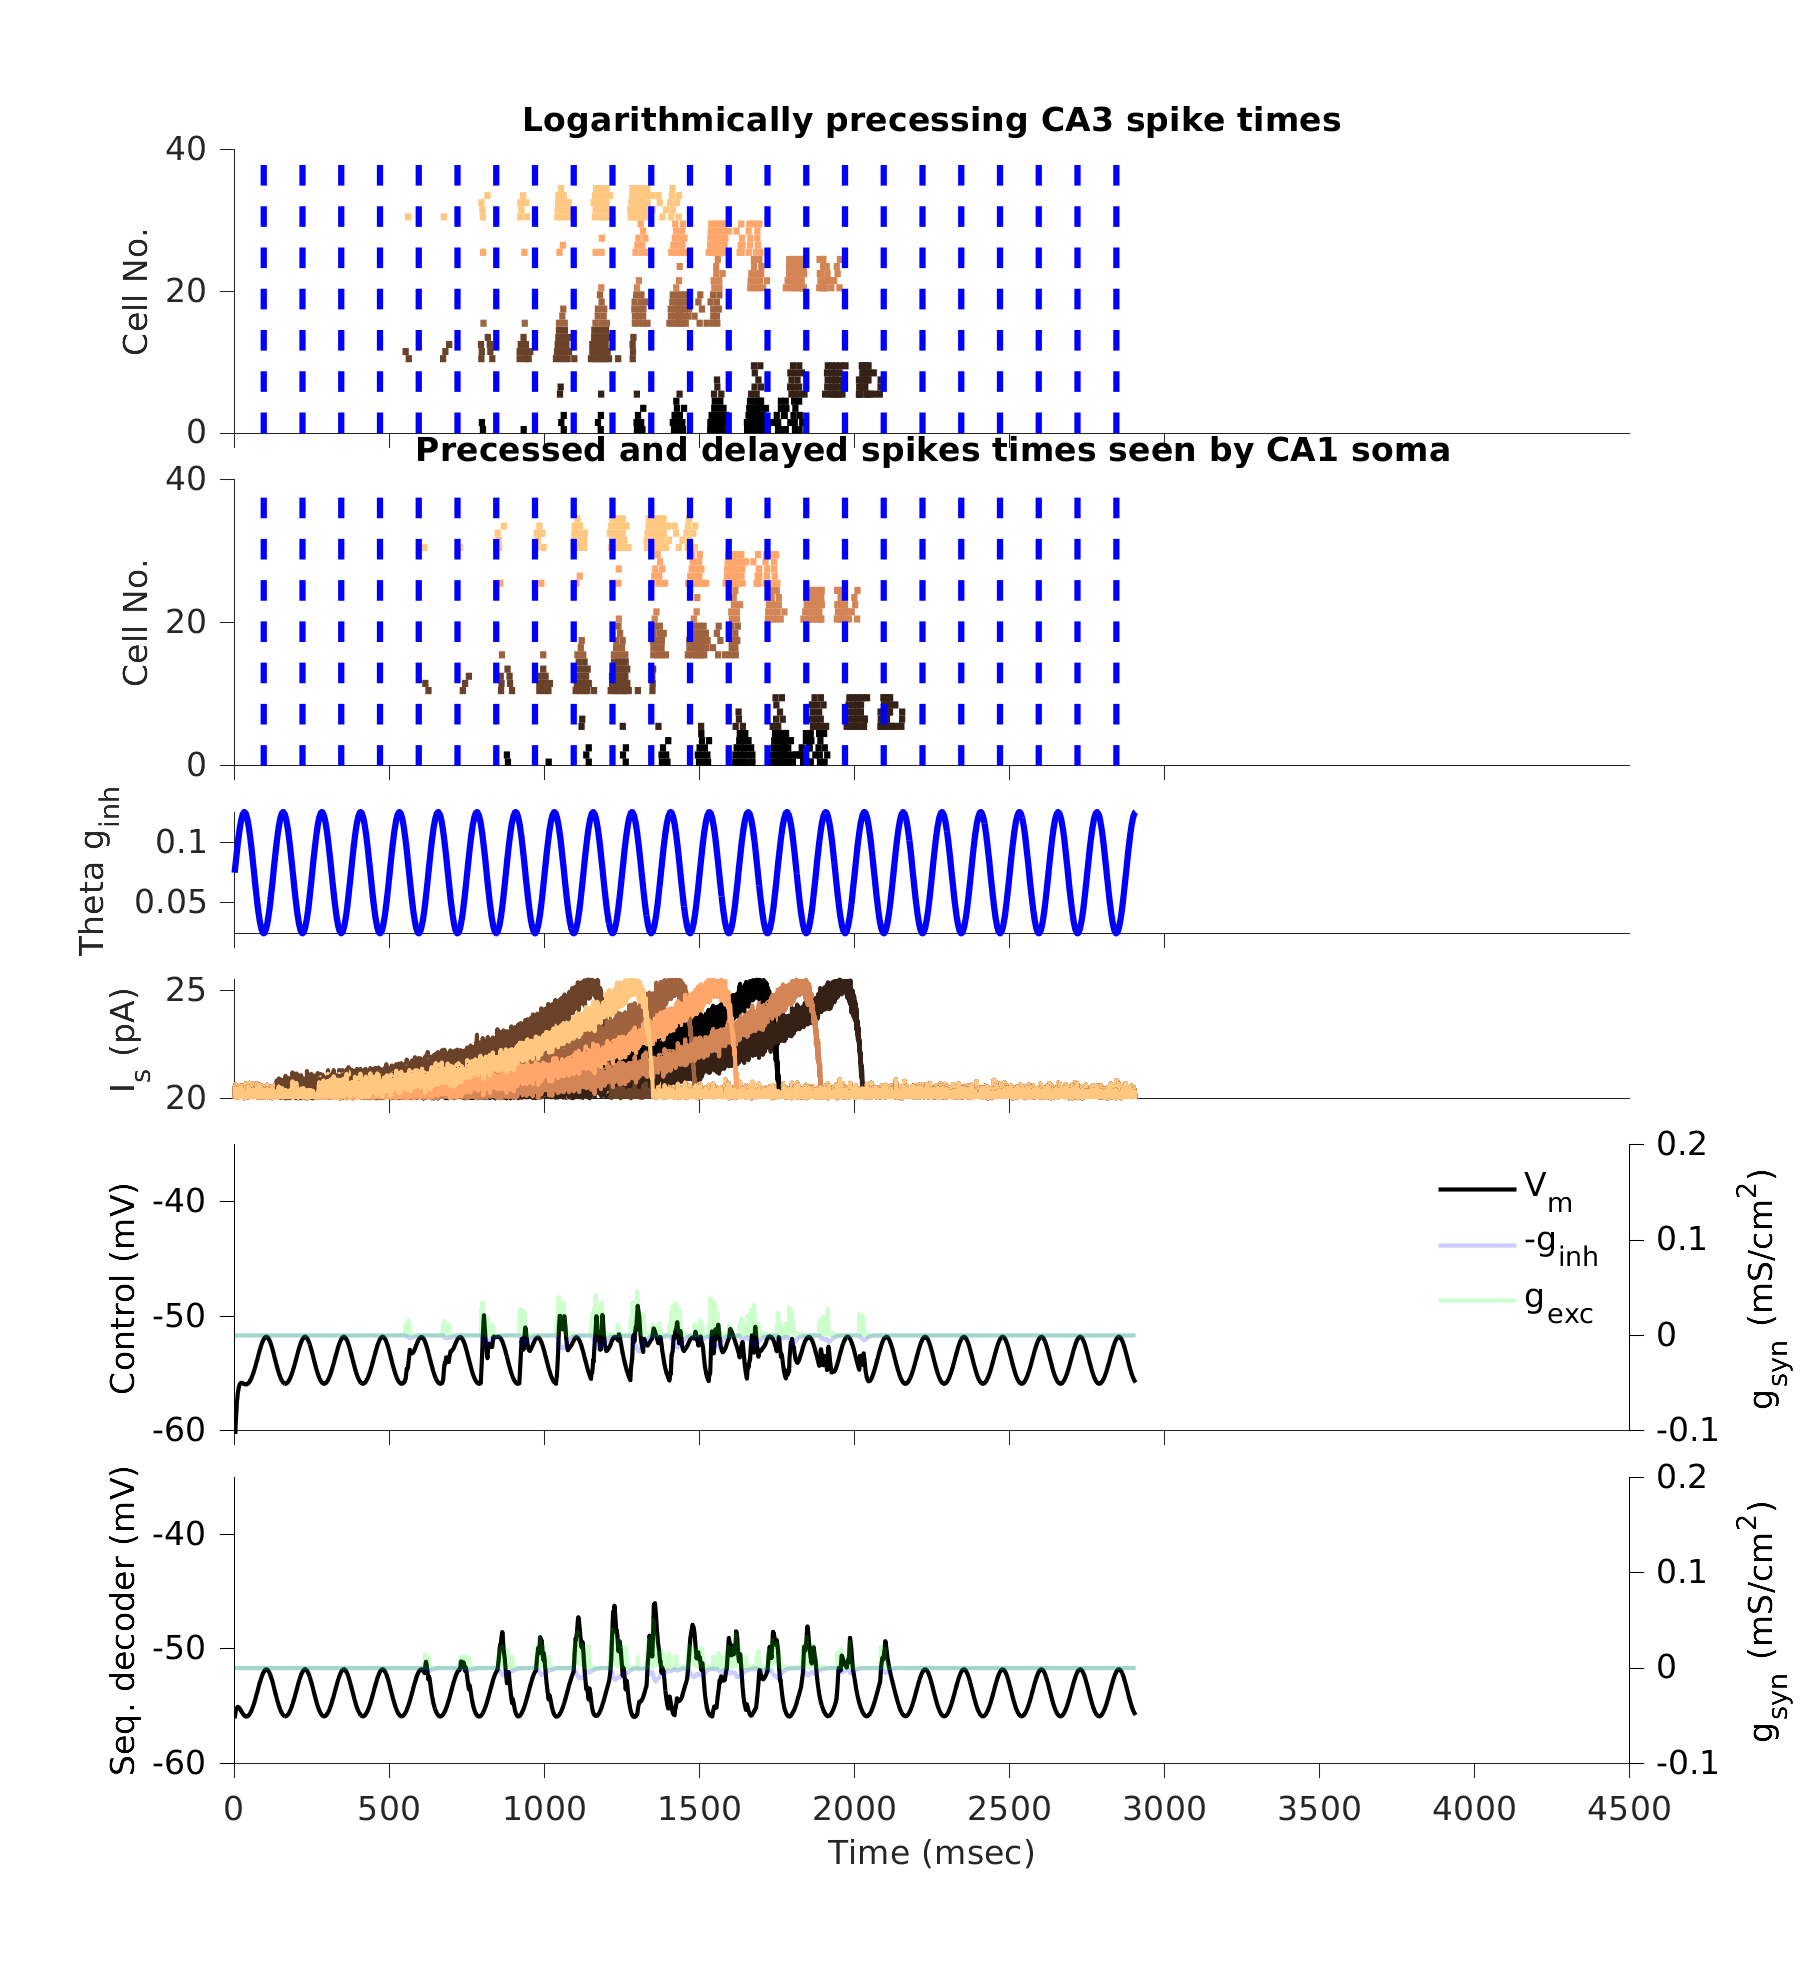 Logarithmically precessing CA3 spike times
40
20
0
Cell No.
Precessed and delayed spikes times seen by CA1 soma
40
20
0
Cell No.
0.1
0.05
Theta g_inh
25
20
I_s (pA)
-40
-50
-60
Control (mV)
V_m
-g_inh
g_exc
0.2
0.1
0
-0.1
g_syn (mS/cm^2)
-40
-50
-60
Seq. decoder (mV)
0.2
0.1
0
-0.1
g_syn (mS/cm^2)
0 500 1000 1500 2000 2500 3000 3500 4000 4500
Time (msec)